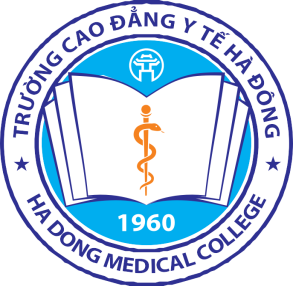 TRƯỜNG CAO ĐẲNG Y TẾ HÀ ĐÔNG
1960
HA DONG MEDICAL COLLEGE